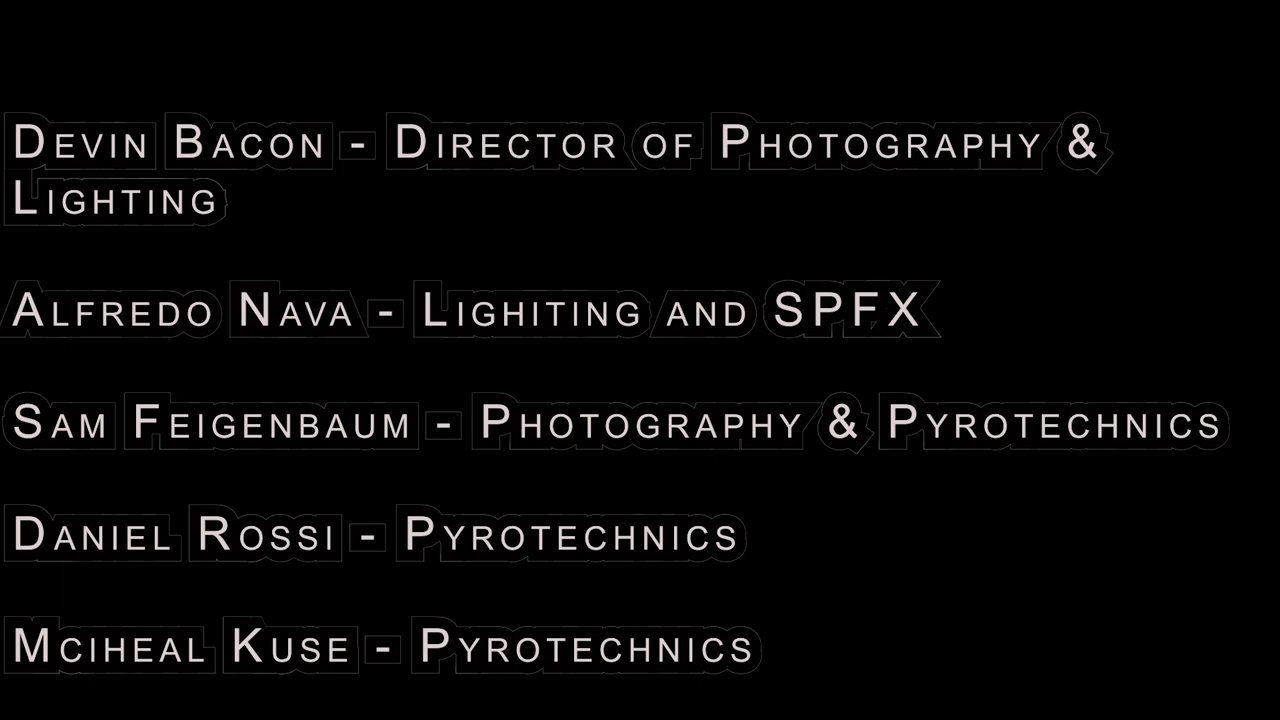 Devin Bacon - Director of Photography &
Lighting
Alfredo Nava - Lighiting and SPFX
Sam Feigenbaum - Photography & Pyrotechnics
Daniel Rossi - Pyrotechnics
Mciheal Kuse - Pyrotechnics